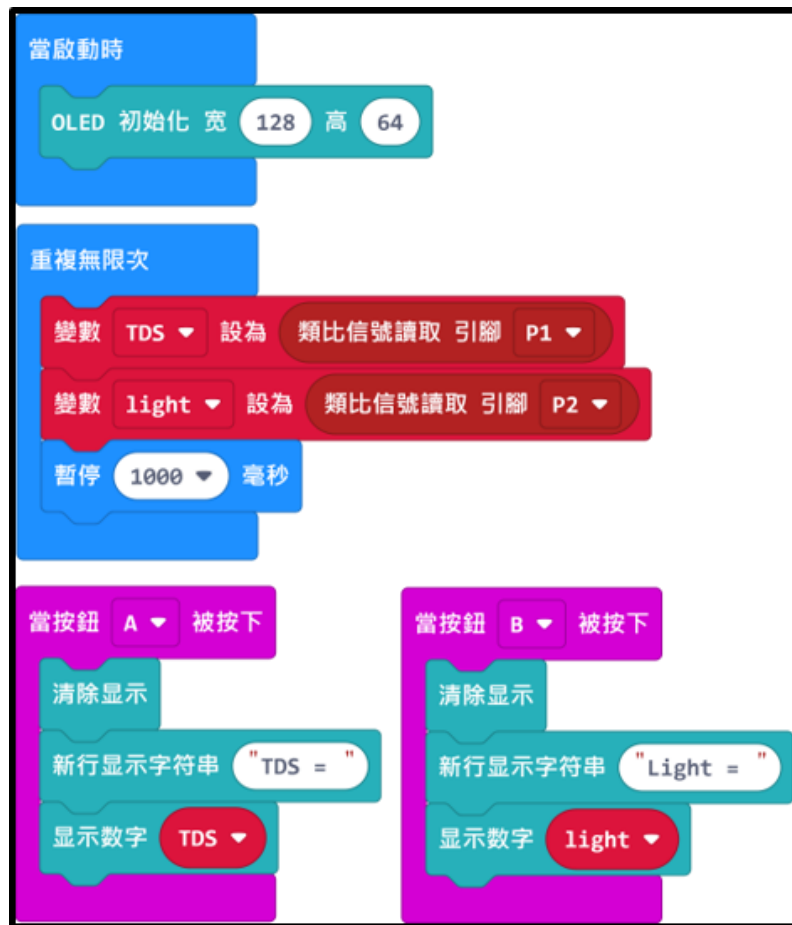 當啟動時
OLED 初始化 宽 128 高 64
重複無限次
變數 TDS 設為 類比信號讀取 引腳 P1
變數 light 設為 類比信號讀取 引腳 P2
暫停 1000 毫秒
當按鈕 A 被按下
清除显示
新行显示字符串 "TDS = "
显示数字 TDS
當按鈕 B 被按下
清除显示
新行显示字符串 "Light = "
显示数字 light